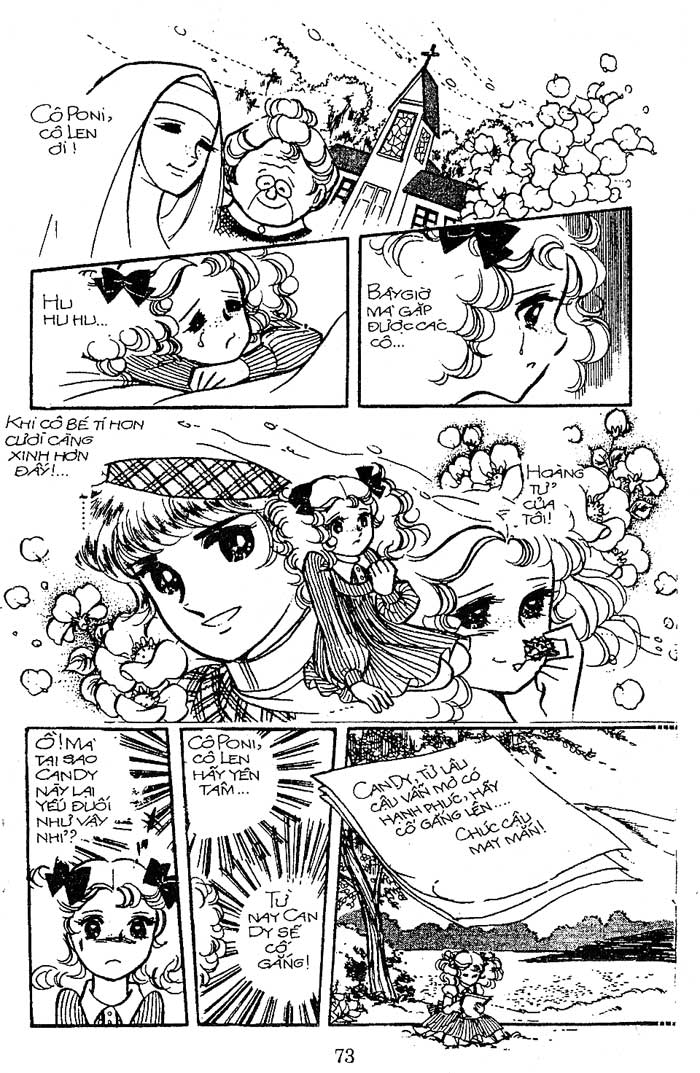 CÔ PONI,
CÔ LEN
ƠI!
HU
HU HU...
BÂY GIỜ
MÀ GẶP
ĐƯỢC CÁC
CÔ...
KHI CÔ BÉ TÍ HON
CƯỜI CÀNG
XINH HƠN
ĐẤY!...
HOÀNG
TỬ
CỦA
TÔI!
Ồ! MÀ
TẠI SAO
CANDY
NÀY LẠI
YẾU ĐUỐI
NHƯ VẬY
NHỈ?
CÔ PONI,
CÔ LEN
HÃY YÊN
TÂM...
TỪ
NAY CAN
DY SẼ
CỐ
GẮNG!
CANDY, TỪ LÂU
CẬU VẪN MƠ CÓ
HẠNH PHÚC, HÃY
CỐ GẮNG LÊN....
CHÚC CẬU
MAY MẮN!
73